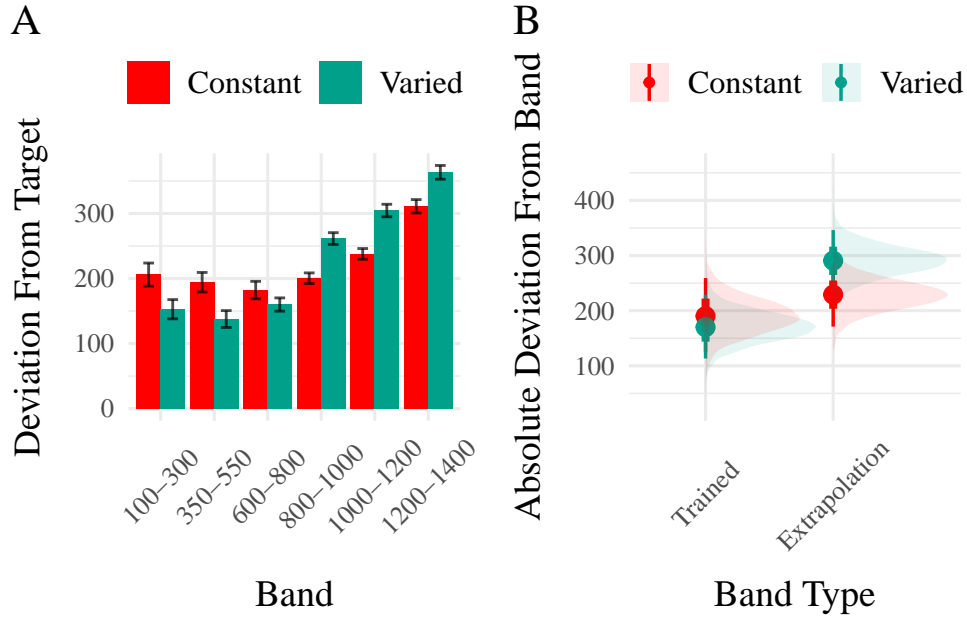 A
Constant
Varied
Deviation From Target
300
200
100
0
100−300
350−550
600−800
800−1000
1000−1200
1200−1400
Band
B
Constant
Varied
Absolute Deviation From Band
400
300
200
100
Trained
Extrapolation
Band Type